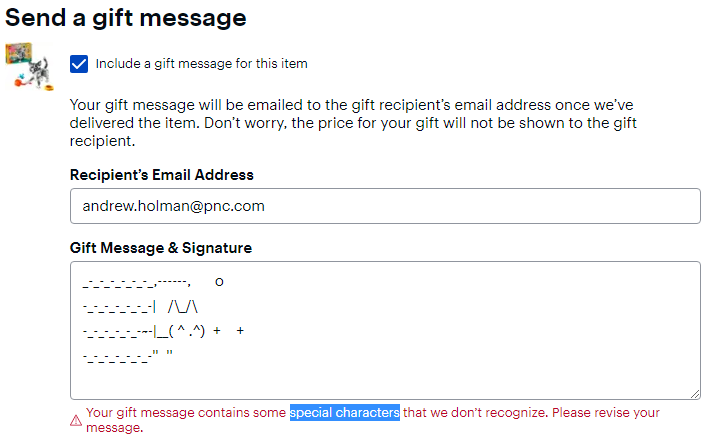 Send a gift message
Include a gift message for this item
Your gift message will be emailed to the gift recipient's email address once we've
delivered the item. Don't worry, the price for your gift will not be shown to the gift
recipient.
Recipient's Email Address
andrew.holman@pnc.com
Gift Message & Signature
_-_-_-_-_-_-_,------,      o
-_-_-_-_-_-_-|   /\_/\
_-_-_-_-_-_-~-|__( ^ .^)  +    +
-_-_-_-_-_-_-''  ''
Your gift message contains some special characters that we don't recognize. Please revise your
message.